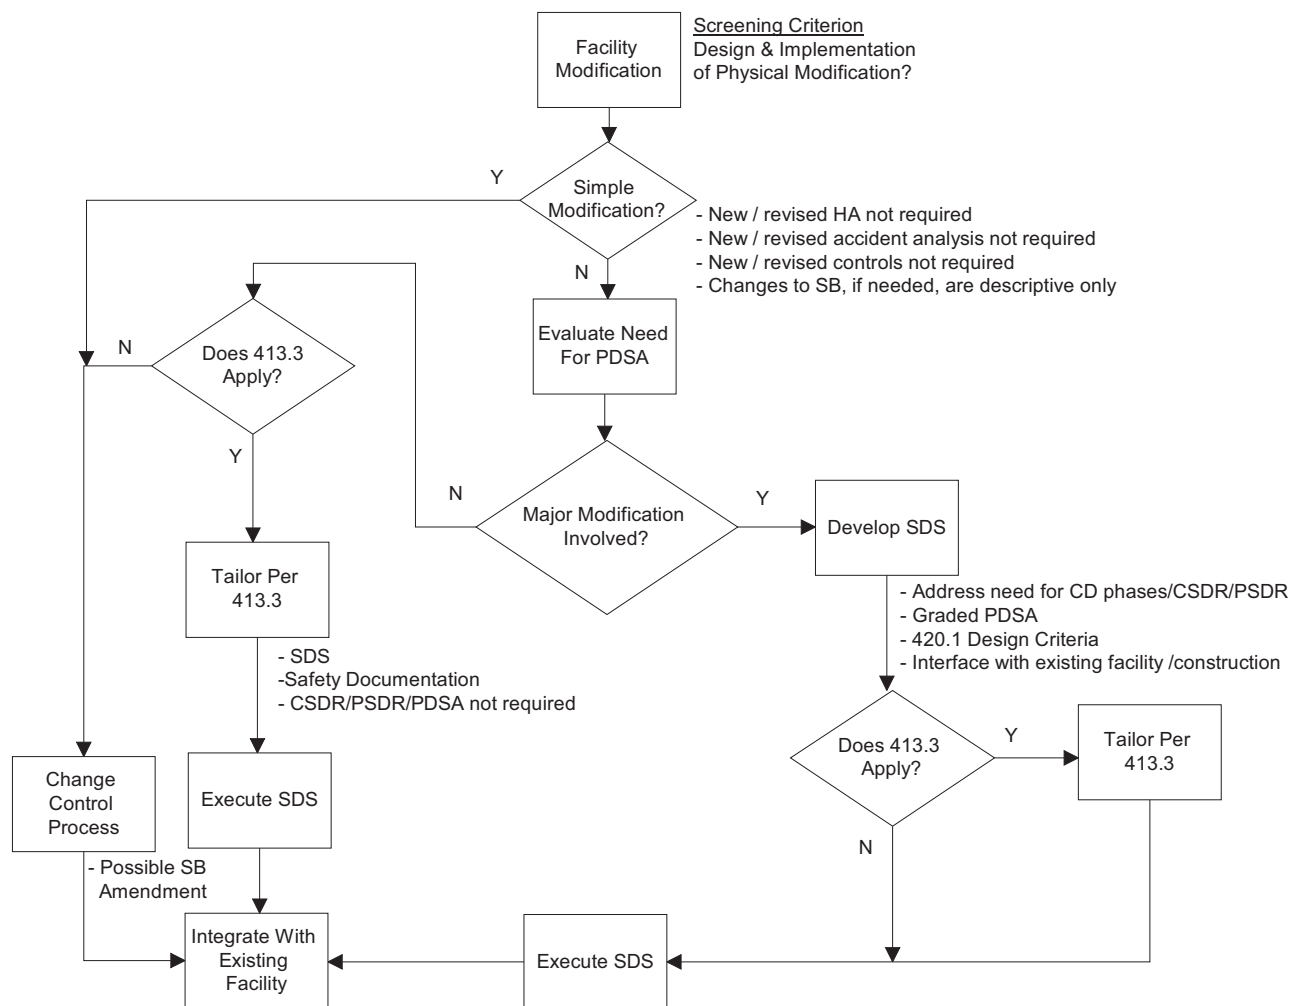 Facility
Modification
Screening Criterion
Design & Implementation
of Physical Modification?
Y
Simple
Modification?
- New / revised HA not required
- New / revised accident analysis not required
- New / revised controls not required
- Changes to SB, if needed, are descriptive only
N
Evaluate Need
For PDSA
N
Does 413.3
Apply?
Y
N
Major Modification
Involved?
Y
Develop SDS
Tailor Per
413.3
- Address need for CD phases/CSDR/PSDR
- Graded PDSA
- 420.1 Design Criteria
- Interface with existing facility /construction
- SDS
-Safety Documentation
- CSDR/PSDR/PDSA not required
Does 413.3
Apply?
Y
Tailor Per
413.3
N
Change
Control
Process
Execute SDS
- Possible SB
Amendment
Integrate With
Existing
Facility
Execute SDS